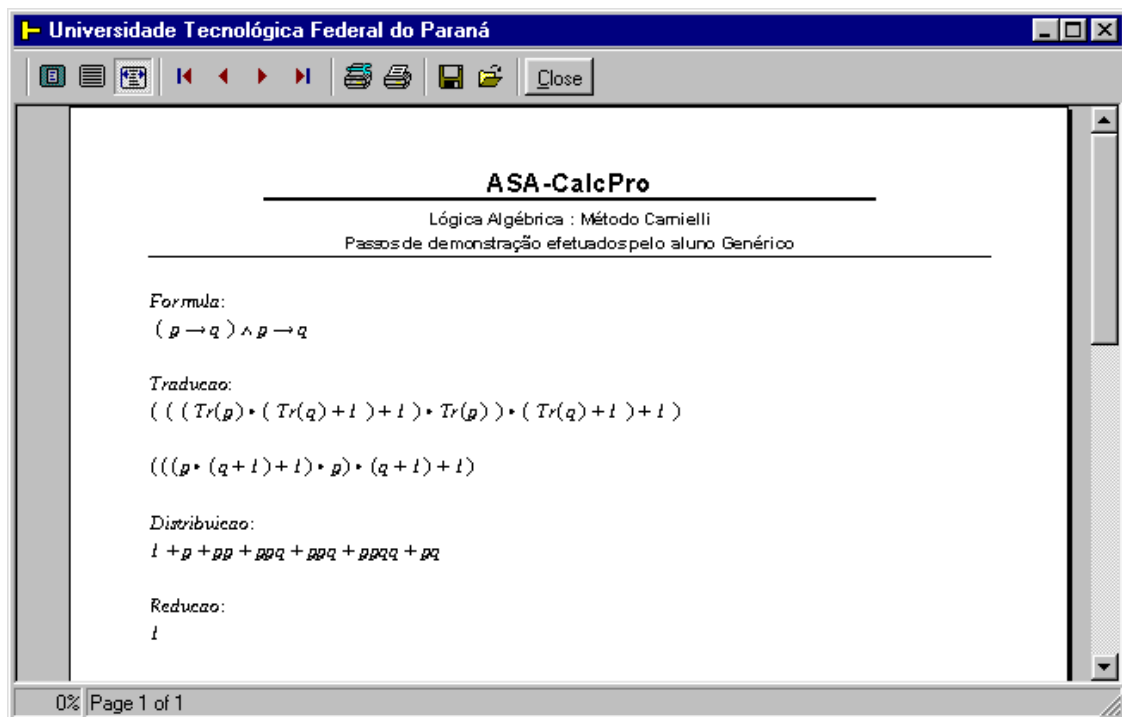 Universidade Tecnológica Federal do Paraná
Close
ASA-CalcPro
Lógica Algébrica : Método Carnielli
Passos de demonstração efetuados pelo aluno Genérico
Formula:
( p → q ) ∧ p → q
Traducao:
( ( ( Tr(p) • ( Tr(q) + 1 ) + 1 ) • Tr(p) ) • ( Tr(q) + 1 ) + 1 )
(((p • (q + 1) + 1) • p) • (q + 1) + 1)
Distribuicao:
1 + p + pp + ppq + ppq + ppqq + pq
Reducao:
1
0% Page 1 of 1